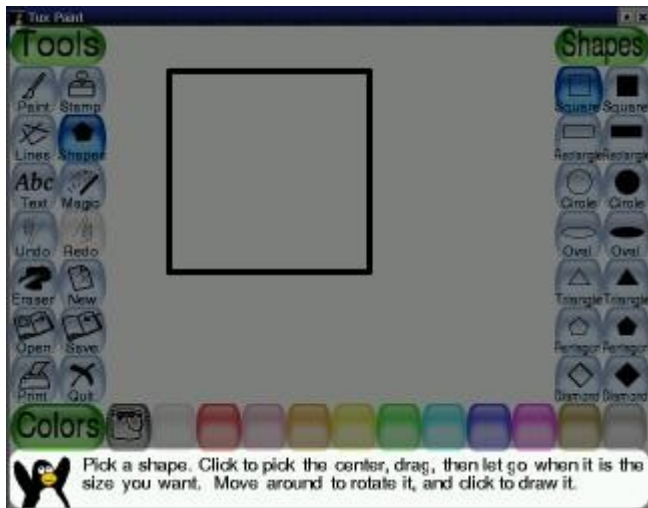 Tux Paint
Tools
Shapes
Paint Stamp
Square Square
Lines Shapes
Rectangle Rectangle
Abc
Text Magic
Circle Circle
Undo Redo
Oval Oval
Eraser New
Triangle Triangle
Open Save
Pentagon Pentagon
Print Quit
Diamond Diamond
Colors
Pick a shape. Click to pick the center, drag, then let go when it is the
size you want. Move around to rotate it, and click to draw it.